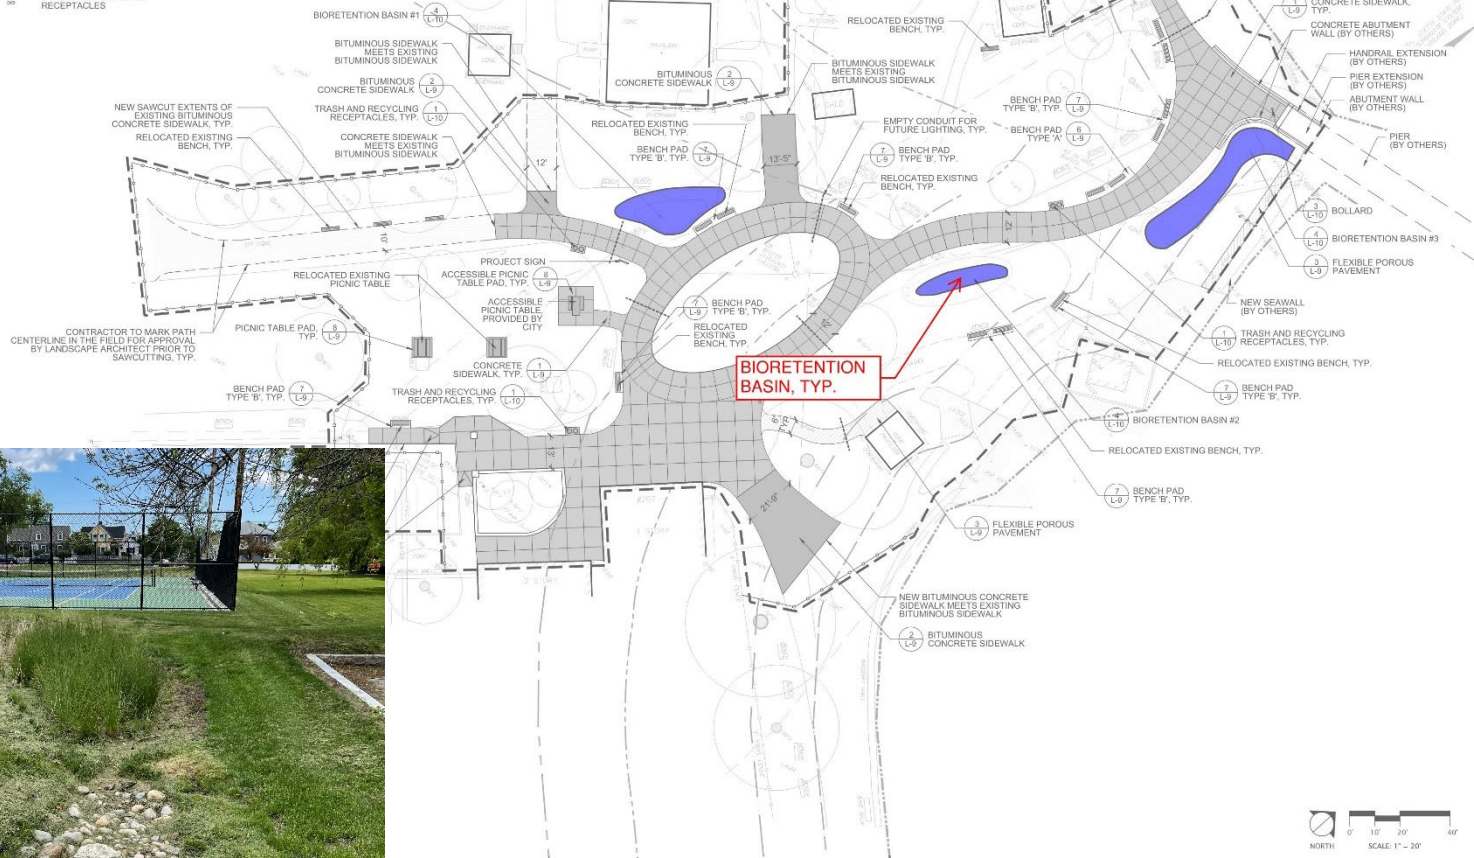 RECEPTACLES
BIORETENTION BASIN #1
4
L-10
BITUMINOUS SIDEWALK
MEETS EXISTING
BITUMINOUS SIDEWALK
BITUMINOUS
CONCRETE SIDEWALK
2
L-9
NEW SAWCUT EXTENTS OF
EXISTING BITUMINOUS
CONCRETE SIDEWALK, TYP.
TRASH AND RECYCLING
RECEPTACLES, TYP.
1
L-10
RELOCATED EXISTING
BENCH, TYP.
CONCRETE SIDEWALK
MEETS EXISTING
BITUMINOUS SIDEWALK
BITUMINOUS
CONCRETE SIDEWALK
2
L-9
RELOCATED EXISTING
BENCH, TYP.
BENCH PAD
TYPE 'B', TYP.
7
L-9
12'
13'-5"
10'
RELOCATED EXISTING
BENCH, TYP.
BITUMINOUS SIDEWALK
MEETS EXISTING
BITUMINOUS SIDEWALK
EMPTY CONDUIT FOR
FUTURE LIGHTING, TYP.
7
L-9
BENCH PAD
TYPE 'B', TYP.
RELOCATED EXISTING
BENCH, TYP.
BENCH PAD
TYPE 'B', TYP.
7
L-9
BENCH PAD
TYPE 'A'
6
L-9
1
L-9
CONCRETE SIDEWALK,
TYP.
CONCRETE ABUTMENT
WALL (BY OTHERS)
HANDRAIL EXTENSION
(BY OTHERS)
PIER EXTENSION
(BY OTHERS)
ABUTMENT WALL
(BY OTHERS)
PIER
(BY OTHERS)
3
L-10
BOLLARD
4
L-10
BIORETENTION BASIN #3
3
L-9
FLEXIBLE POROUS
PAVEMENT
NEW SEAWALL
(BY OTHERS)
1
L-10
TRASH AND RECYCLING
RECEPTACLES, TYP.
RELOCATED EXISTING BENCH, TYP.
7
L-9
BENCH PAD
TYPE 'B', TYP.
4
L-10
BIORETENTION BASIN #2
RELOCATED EXISTING BENCH, TYP.
7
L-9
BENCH PAD
TYPE 'B', TYP.
12'
12'
PROJECT SIGN
ACCESSIBLE PICNIC
TABLE PAD, TYP.
8
L-9
RELOCATED EXISTING
PICNIC TABLE
ACCESSIBLE
PICNIC TABLE,
PROVIDED BY
CITY
7
L-9
BENCH PAD
TYPE 'B', TYP.
RELOCATED
EXISTING
BENCH, TYP.
CONTRACTOR TO MARK PATH
CENTERLINE IN THE FIELD FOR APPROVAL
BY LANDSCAPE ARCHITECT PRIOR TO
SAWCUTTING, TYP.
PICNIC TABLE PAD,
TYP.
8
L-9
CONCRETE
SIDEWALK, TYP.
1
L-9
BIORETENTION
BASIN, TYP.
BENCH PAD
TYPE 'B', TYP.
7
L-9
TRASH AND RECYCLING
RECEPTACLES, TYP.
1
L-10
6'
TYP.
13'
21'-9"
3
L-9
FLEXIBLE POROUS
PAVEMENT
NEW BITUMINOUS CONCRETE
SIDEWALK MEETS EXISTING
BITUMINOUS SIDEWALK
2
L-9
BITUMINOUS
CONCRETE SIDEWALK
NORTH
0' 10' 20' 40'
SCALE: 1" = 20'